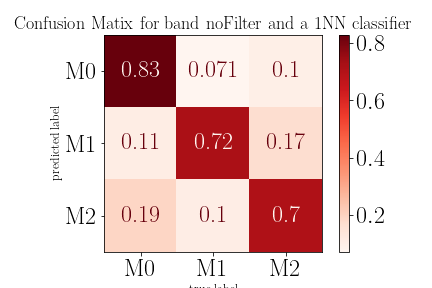 Confusion Matix for band noFilter and a 1NN classifier
M0 0.83 0.071 0.1 0.8
0.6
predicted label M1 0.11 0.72 0.17
0.4
M2 0.19 0.1 0.7 0.2
M0 M1 M2
true label